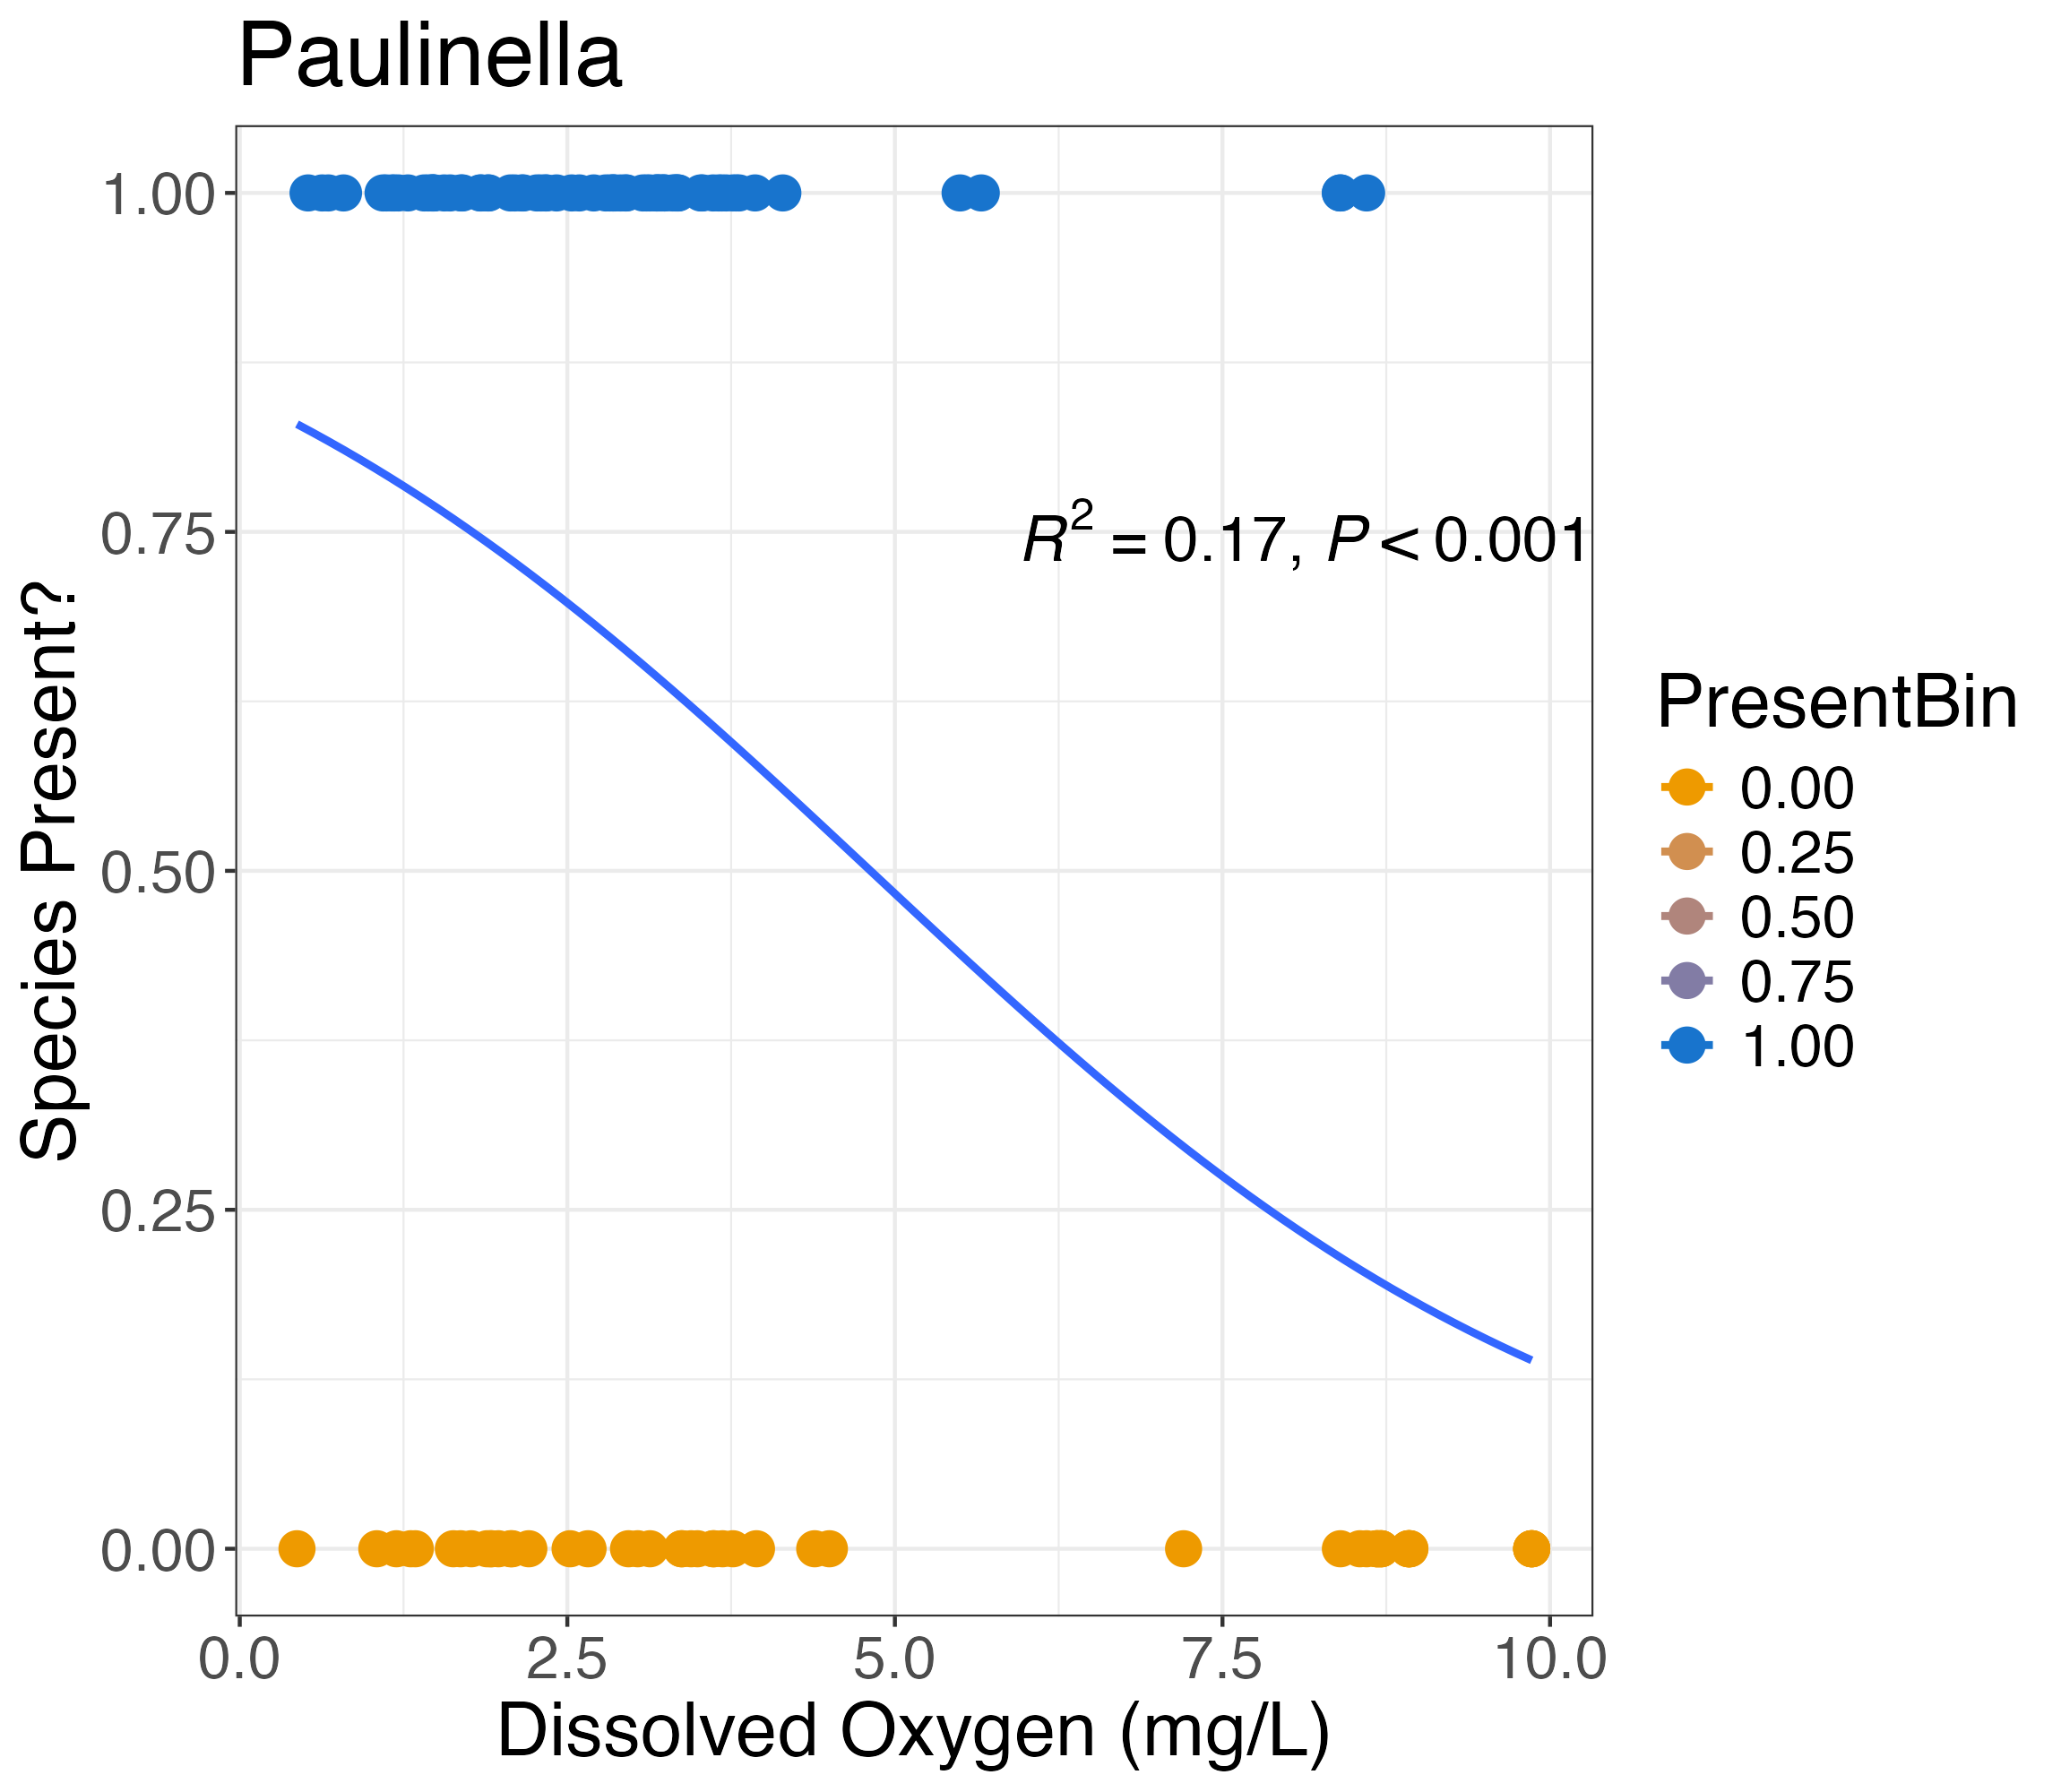 Paulinella
Species Present?
1.00
0.75
0.50
0.25
0.00
R² = 0.17, P < 0.001
0.0 2.5 5.0 7.5 10.0
Dissolved Oxygen (mg/L)
PresentBin
0.00
0.25
0.50
0.75
1.00